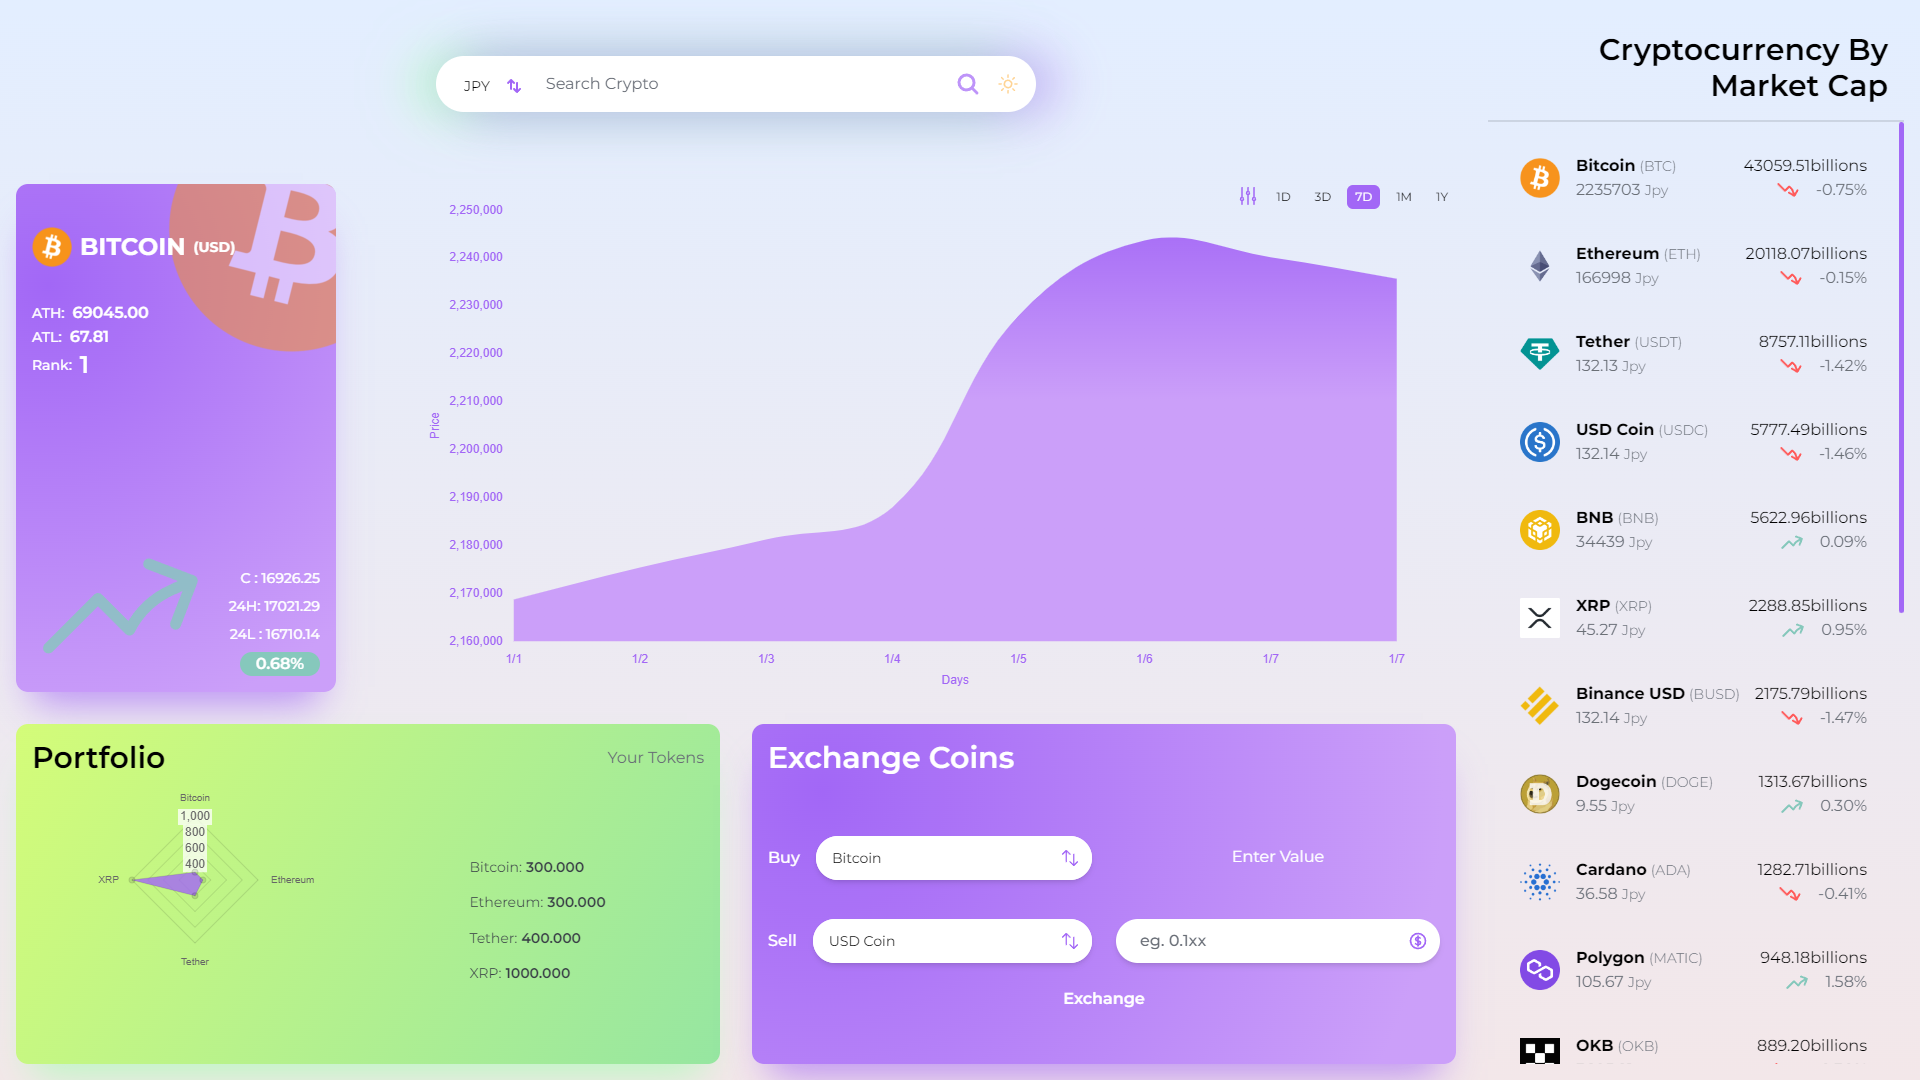 JPY
Search Crypto
BITCOIN (USD)
ATH: 69045.00
ATL: 67.81
Rank: 1
C : 16926.25
24H: 17021.29
24L : 16710.14
0.68%
1D 3D 7D 1M 1Y
2,250,000
2,240,000
2,230,000
2,220,000
2,210,000
2,200,000
2,190,000
2,180,000
2,170,000
2,160,000
Price
1/1 1/2 1/3 1/4 1/5 1/6 1/7 1/7
Days
Portfolio
Your Tokens
Bitcoin
1,000
800
600
400
XRP
Ethereum
Tether
Bitcoin: 300.000
Ethereum: 300.000
Tether: 400.000
XRP: 1000.000
Exchange Coins
Buy
Bitcoin
Enter Value
Sell
USD Coin
eg. 0.1xx
Exchange
Cryptocurrency By
Market Cap
Bitcoin (BTC) 43059.51billions
2235703 Jpy -0.75%
Ethereum (ETH) 20118.07billions
166998 Jpy -0.15%
Tether (USDT) 8757.11billions
132.13 Jpy -1.42%
USD Coin (USDC) 5777.49billions
132.14 Jpy -1.46%
BNB (BNB) 5622.96billions
34439 Jpy 0.09%
XRP (XRP) 2288.85billions
45.27 Jpy 0.95%
Binance USD (BUSD) 2175.79billions
132.14 Jpy -1.47%
Dogecoin (DOGE) 1313.67billions
9.55 Jpy 0.30%
Cardano (ADA) 1282.71billions
36.58 Jpy -0.41%
Polygon (MATIC) 948.18billions
105.67 Jpy 1.58%
OKB (OKB) 889.20billions